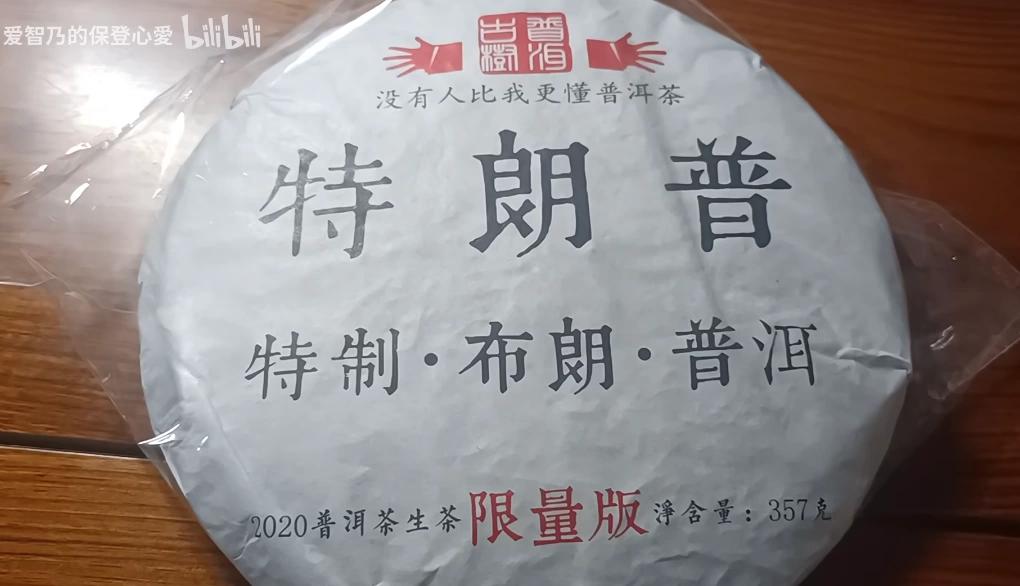 爱智乃的保登心爱 bilibili
普洱古樹
没有人比我更懂普洱茶
特朗普
特制·布朗·普洱
2020普洱茶生茶 限量版 淨含量：357克